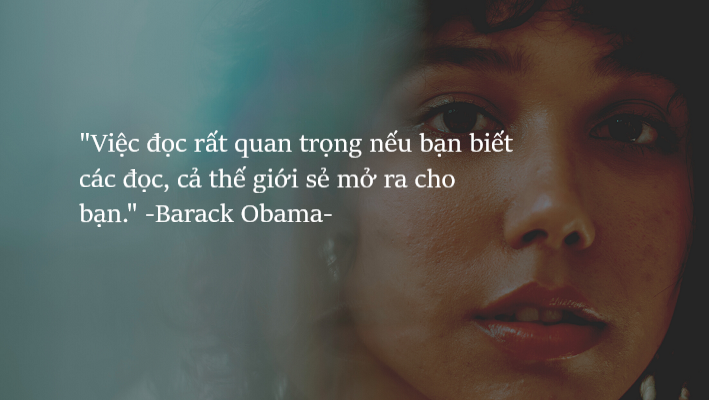 "Việc đọc rất quan trọng nếu bạn biết
các đọc, cả thế giới sẻ mở ra cho
bạn." -Barack Obama-